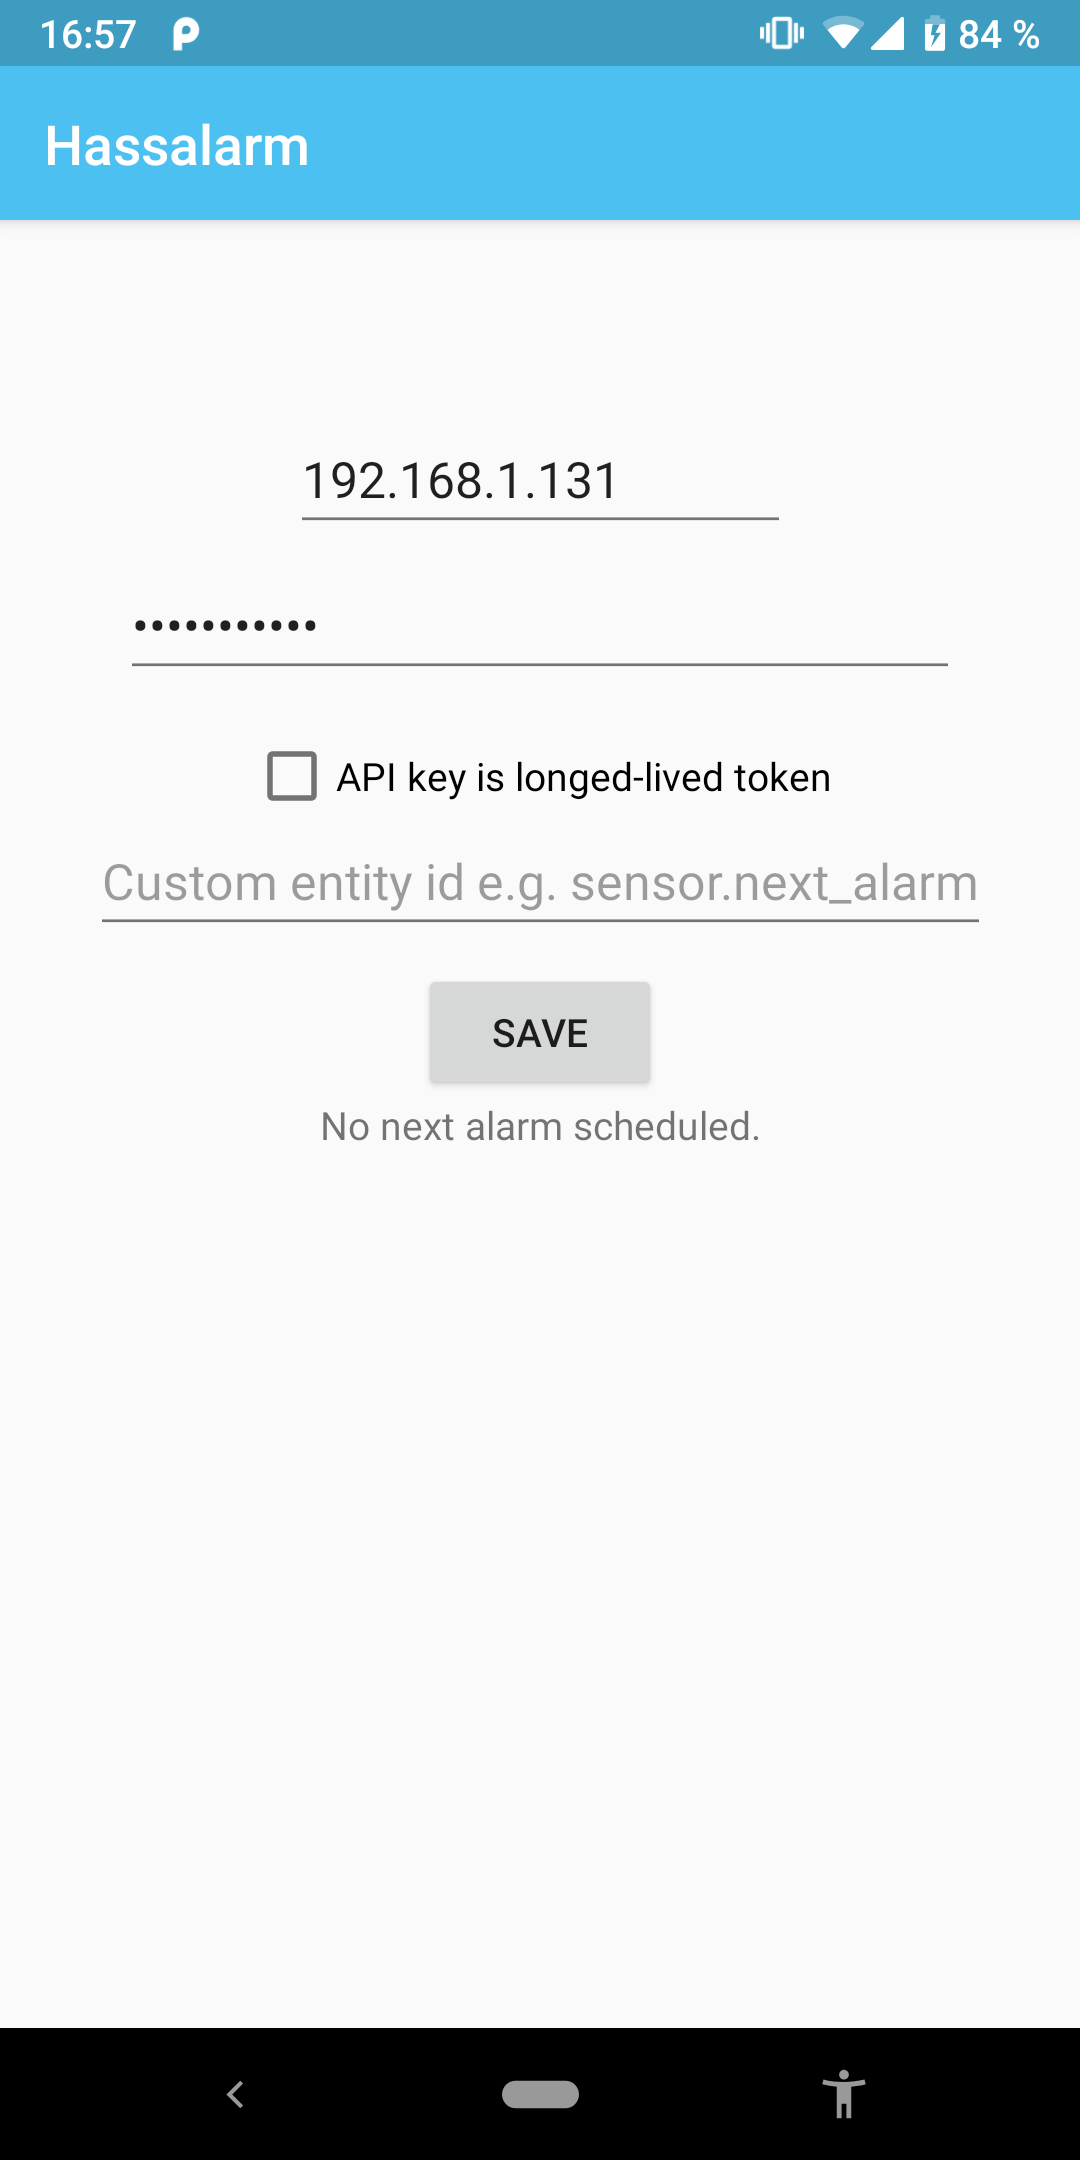 16:57 84 %
Hassalarm
192.168.1.131
•••••••••••
API key is longed-lived token
Custom entity id e.g. sensor.next_alarm
SAVE
No next alarm scheduled.